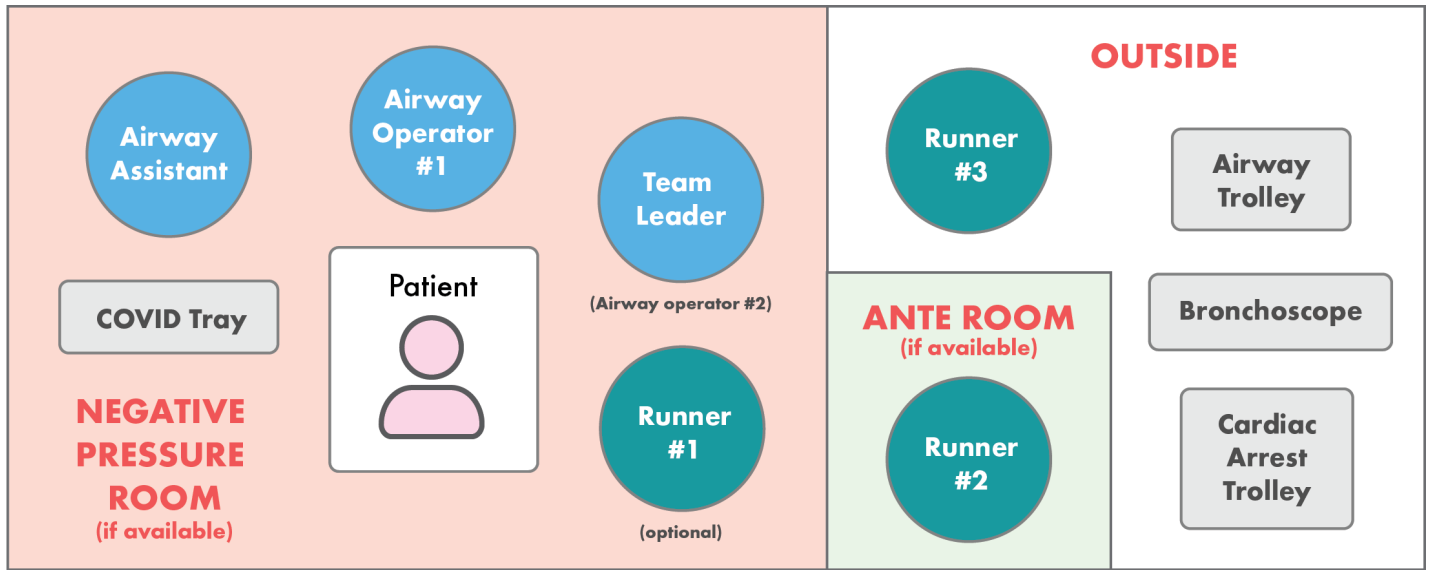 Airway
Assistant
Airway
Operator
#1
Team
Leader
(Airway operator #2)
COVID Tray
Patient
Runner
#1
(optional)
NEGATIVE
PRESSURE
ROOM
(if available)
OUTSIDE
Runner
#3
Airway
Trolley
ANTE ROOM
(if available)
Runner
#2
Bronchoscope
Cardiac
Arrest
Trolley